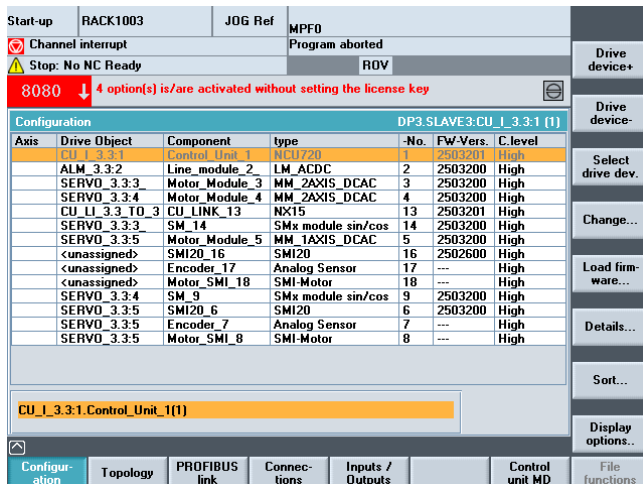 Start-up RACK1003 JOG Ref MPF0
Channel interrupt Program aborted
Stop: No NC Ready ROV
8080 4 option(s) is/are activated without setting the license key
Configuration DP3.SLAVE3:CU_I_3.3:1 (1)
Axis Drive Object Component type -No. FW-Vers. C.level
CU_I_3.3:1 Control_Unit_1 NCU720 1 2503201 High
ALM_3.3:2 Line_module_2_ LM_ACDC 2 2503200 High
SERVO_3.3:3_ Motor_Module_3 MM_2AXIS_DCAC 3 2503200 High
SERVO_3.3:4 Motor_Module_4 MM_2AXIS_DCAC 4 2503200 High
CU_LI_3.3_TO_3 CU_LINK_13 NX15 13 2503201 High
SERVO_3.3:3_ SM_14 SMx module sin/cos 14 2503200 High
SERVO_3.3:5 Motor_Module_5 MM_1AXIS_DCAC 5 2503200 High
<unassigned> SMI20_16 SMI20 16 2502600 High
<unassigned> Encoder_17 Analog Sensor 17 --- High
<unassigned> Motor_SMI_18 SMI-Motor 18 --- High
SERVO_3.3:4 SM_9 SMx module sin/cos 9 2503200 High
SERVO_3.3:5 SMI20_6 SMI20 6 2503200 High
SERVO_3.3:5 Encoder_7 Analog Sensor 7 --- High
SERVO_3.3:5 Motor_SMI_8 SMI-Motor 8 --- High
CU_I_3.3:1.Control_Unit_1(1)
Drive
device+
Drive
device-
Select
drive dev.
Change...
Load firm-
ware...
Details...
Sort...
Display
options..
Configur-
ation
Topology
PROFIBUS
link
Connec-
tions
Inputs /
Outputs
Control
unit MD
File
functions